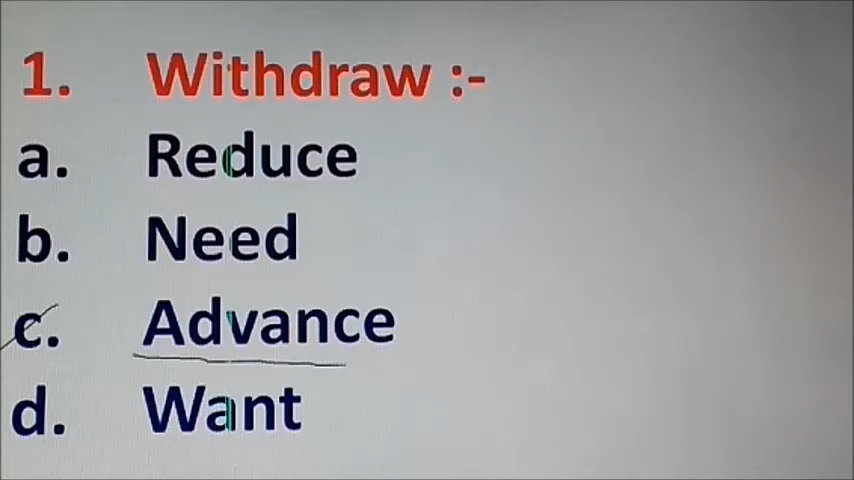 1. Withdraw :-
a. Reduce
b. Need
c. Advance
d. Want